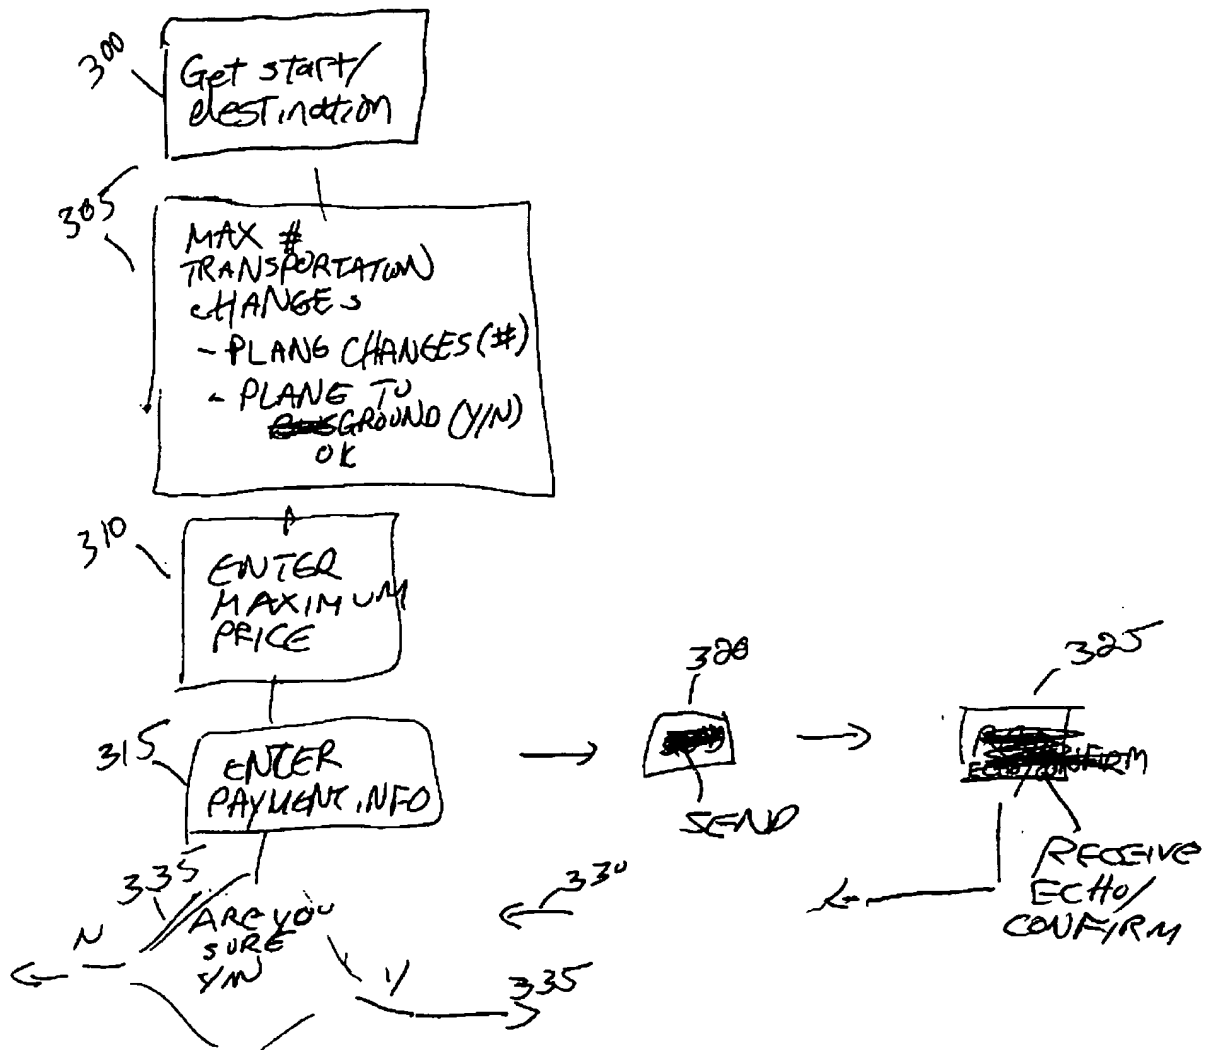 300
Get start/
destination
305
MAX #
TRANSPORTATION
CHANGES
- PLANE CHANGES (#)
- PLANE TO
GROUND (Y/N)
OK
310
ENTER
MAXIMUM
PRICE
315
ENTER
PAYMENT INFO
320
SEND
325
CONFIRM
RECEIVE
ECHO/
CONFIRM
330
335
ARE YOU
SURE
Y/N
N
Y
335